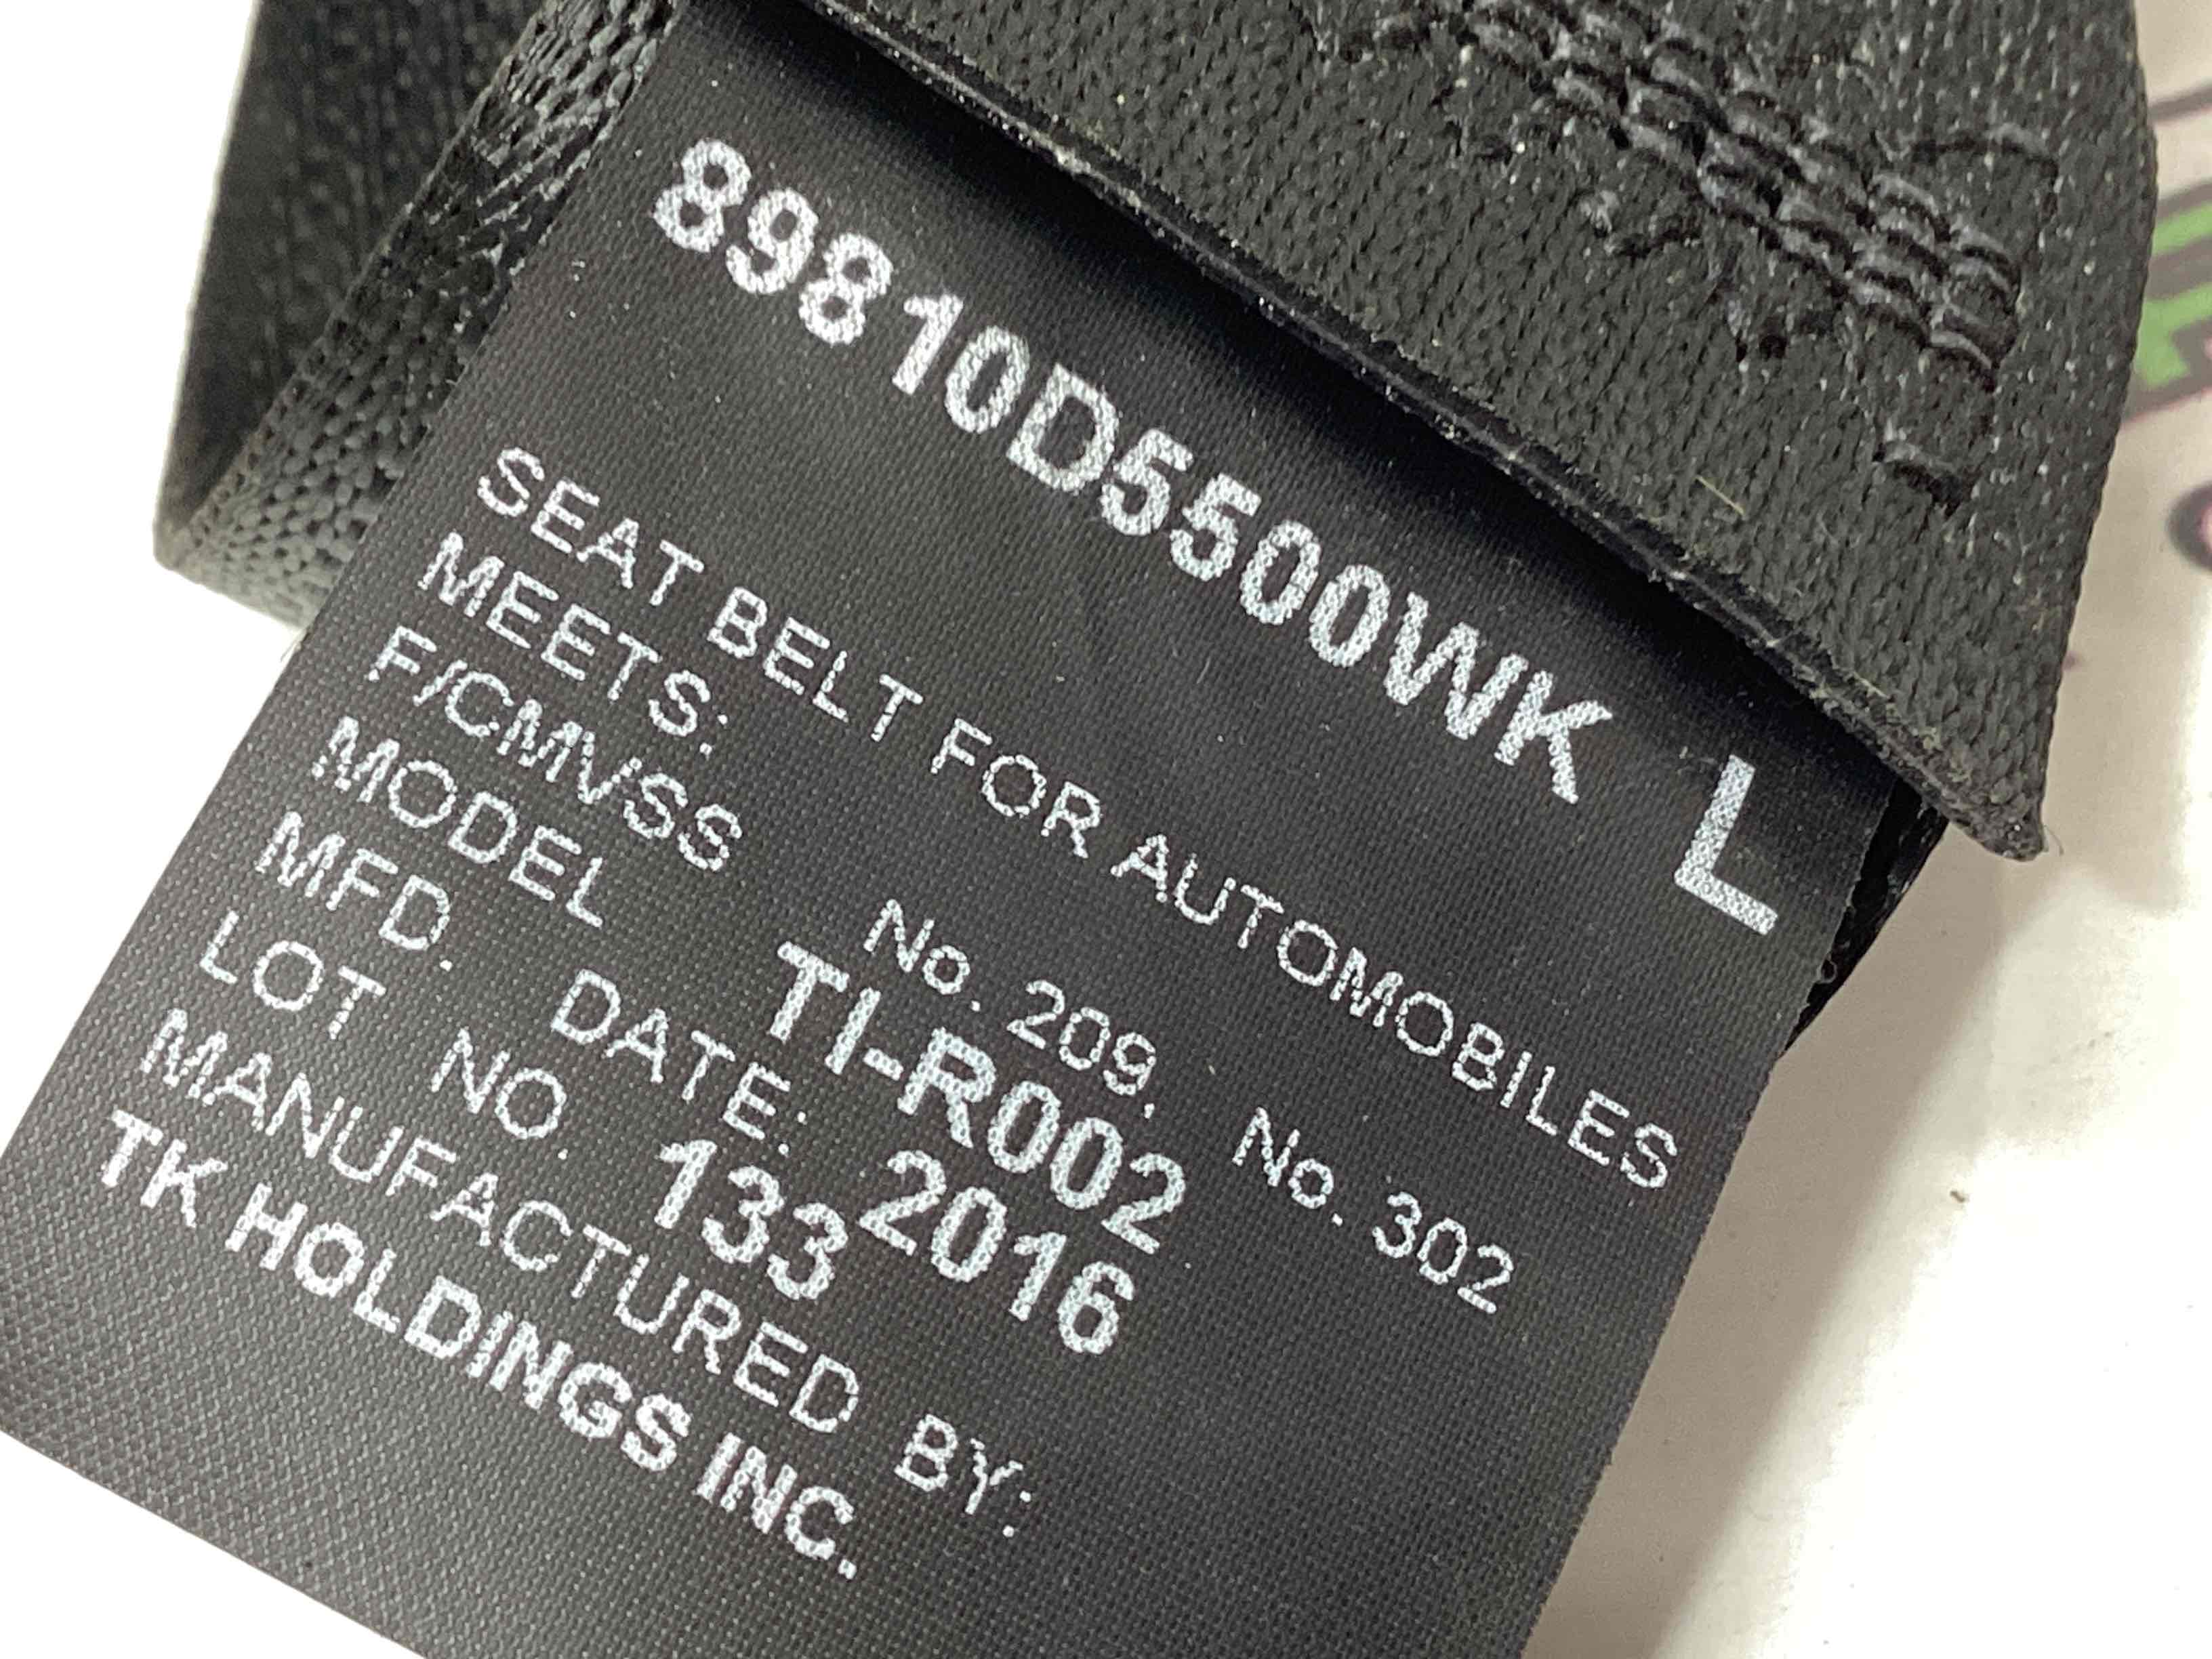 89810D5500WK L
SEAT BELT FOR AUTOMOBILES
MEETS:
F/CMVSS No. 209, No. 302
MODEL TI-R002
MFD. DATE: 2016
LOT NO. 133
MANUFACTURED BY:
TK HOLDINGS INC.